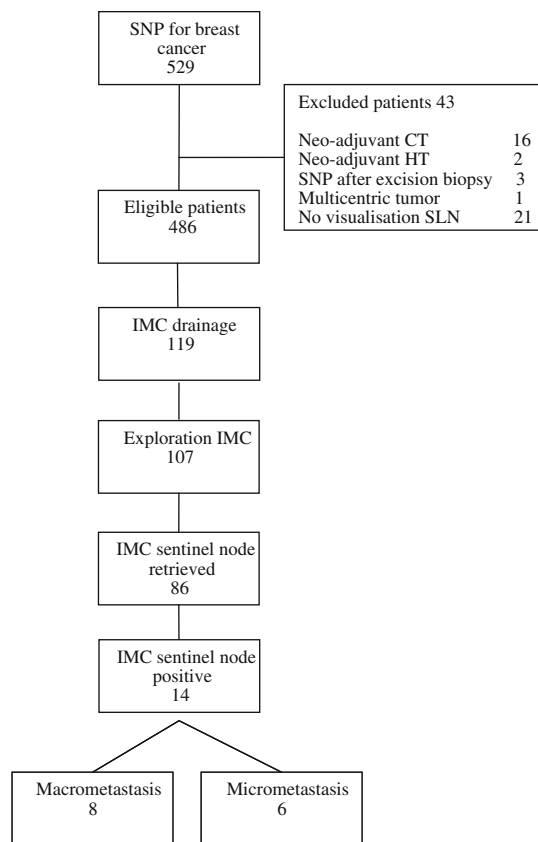 SNP for breast
cancer
529
Excluded patients 43
Neo-adjuvant CT 16
Neo-adjuvant HT 2
SNP after excision biopsy 3
Multicentric tumor 1
No visualisation SLN 21
Eligible patients
486
IMC drainage
119
Exploration IMC
107
IMC sentinel node
retrieved
86
IMC sentinel node
positive
14
Macrometastasis
8
Micrometastasis
6